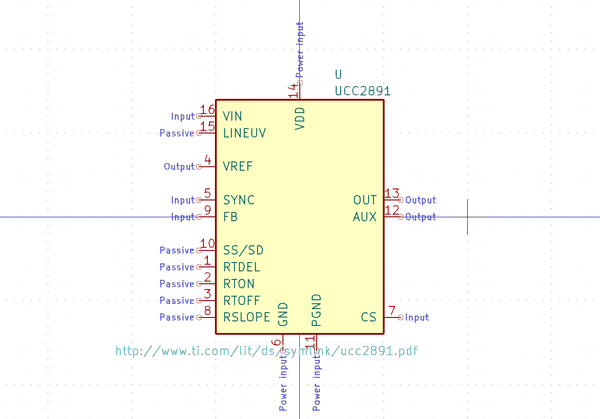 Power input
14
U
UCC2891
VDD
Input 16 VIN
Passive 15 LINEUV
Output 4 VREF
Input 5 SYNC OUT 13 Output
Input 9 FB AUX 12 Output
Passive 10 SS/SD
Passive 1 RTDEL
Passive 2 RTON
Passive 3 RTOFF
Passive 8 RSLOPE GND PGND CS 7 Input
6 11
http://www.ti.com/lit/ds/symlink/ucc2891.pdf
Power input Power input